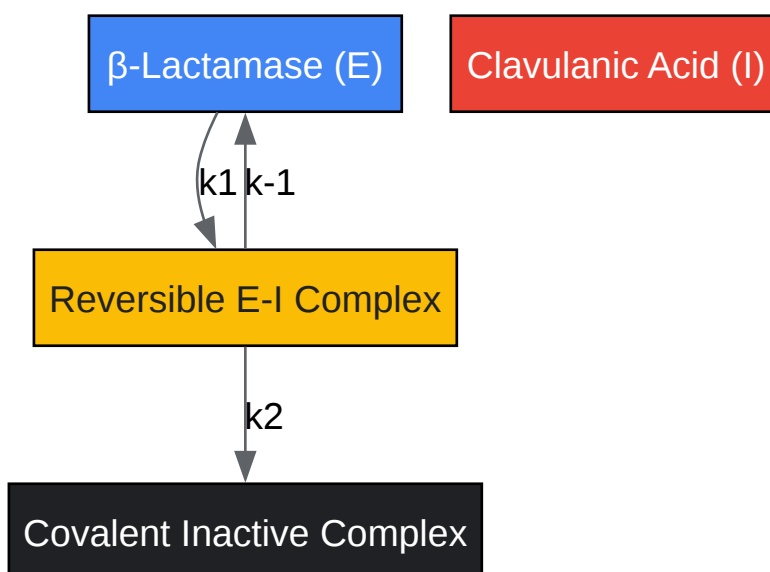 β-Lactamase (E)
Clavulanic Acid (I)
k1
k-1
Reversible E-I Complex
k2
Covalent Inactive Complex